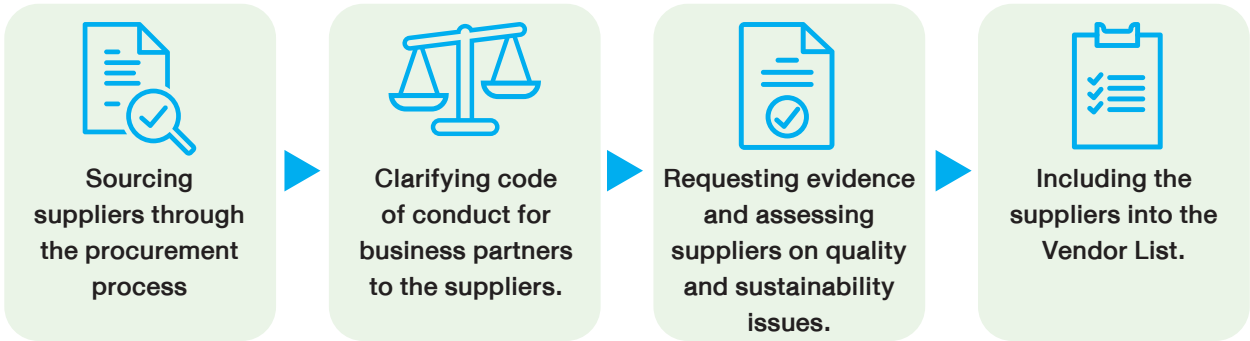 Sourcing
suppliers through
the procurement
process
Clarifying code
of conduct for
business partners
to the suppliers.
Requesting evidence
and assessing
suppliers on quality
and sustainability
issues.
Including the
suppliers into the
Vendor List.